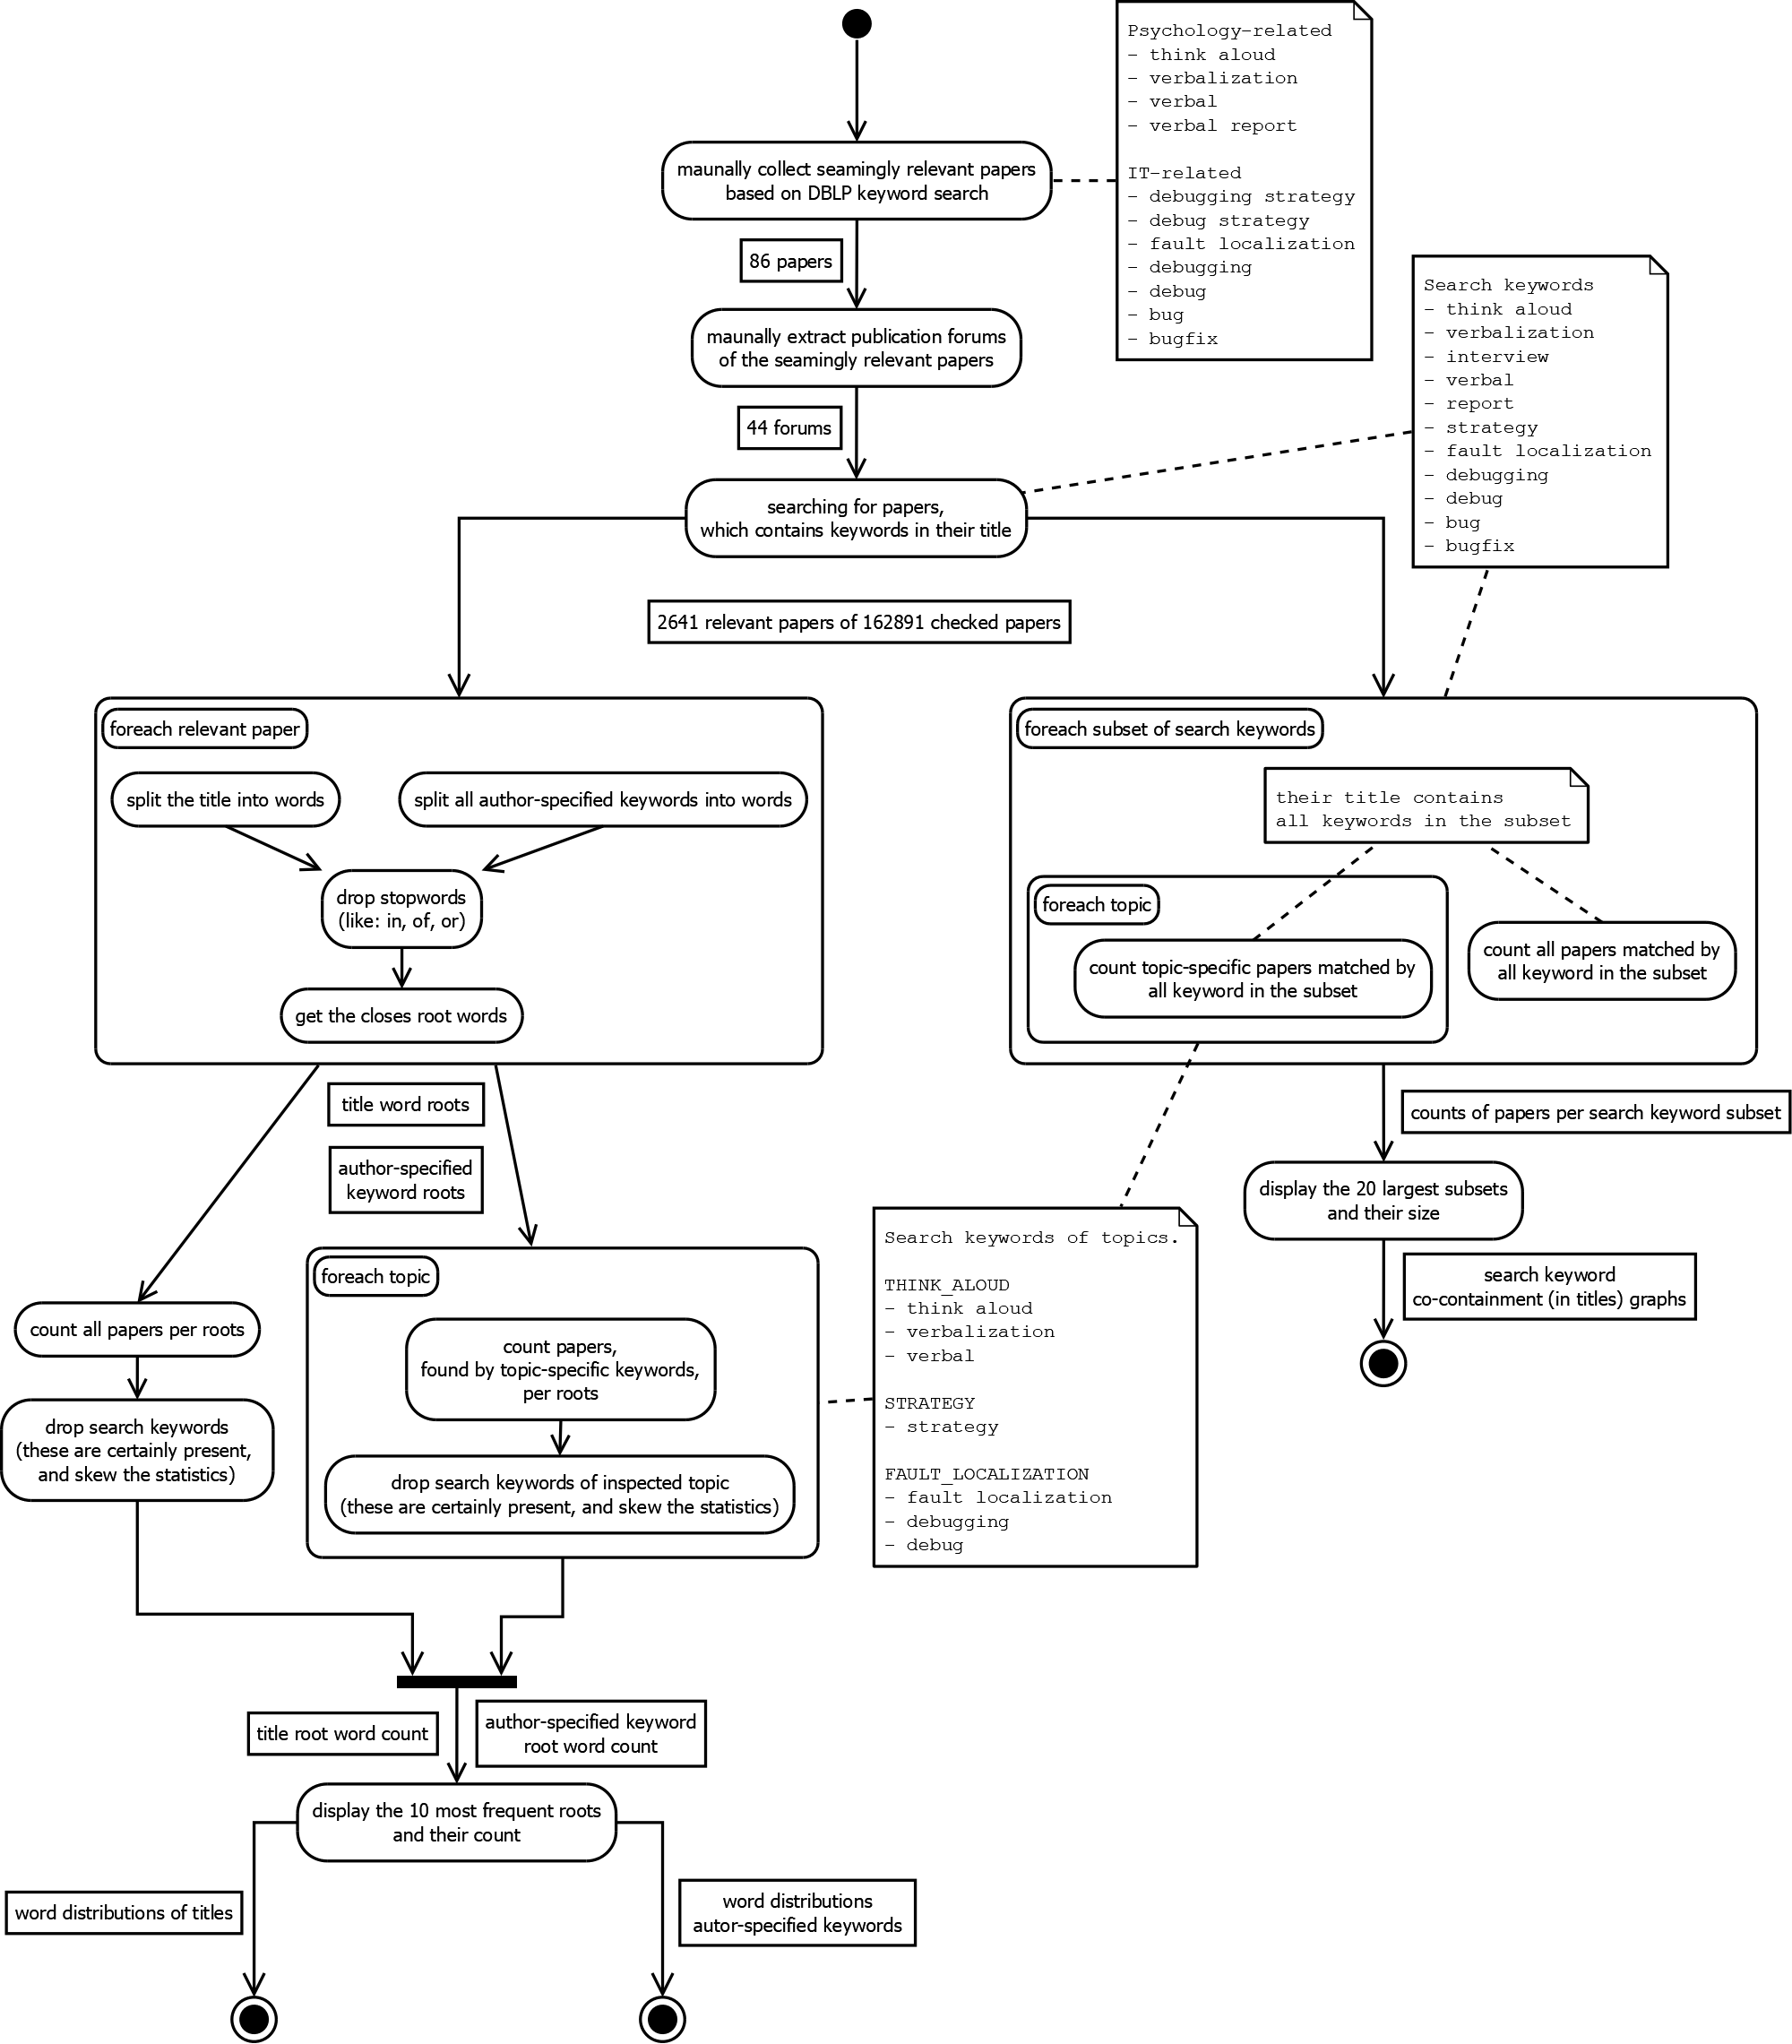 Psychology-related
- think aloud
- verbalization
- verbal
- verbal report
IT-related
- debugging strategy
- debug strategy
- fault localization
- debugging
- debug
- bug
- bugfix
maunally collect seamingly relevant papers
based on DBLP keyword search
86 papers
maunally extract publication forums
of the seamingly relevant papers
44 forums
Search keywords
- think aloud
- verbalization
- interview
- verbal
- report
- strategy
- fault localization
- debugging
- debug
- bug
- bugfix
searching for papers,
which contains keywords in their title
2641 relevant papers of 162891 checked papers
foreach relevant paper
split the title into words
split all author-specified keywords into words
drop stopwords
(like: in, of, or)
get the closes root words
foreach subset of search keywords
their title contains
all keywords in the subset
foreach topic
count topic-specific papers matched by
all keyword in the subset
count all papers matched by
all keyword in the subset
title word roots
author-specified
keyword roots
counts of papers per search keyword subset
display the 20 largest subsets
and their size
search keyword
co-containment (in titles) graphs
count all papers per roots
drop search keywords
(these are certainly present,
and skew the statistics)
foreach topic
count papers,
found by topic-specific keywords,
per roots
drop search keywords of inspected topic
(these are certainly present, and skew the statistics)
Search keywords of topics.
THINK_ALOUD
- think aloud
- verbalization
- verbal
STRATEGY
- strategy
FAULT_LOCALIZATION
- fault localization
- debugging
- debug
title root word count
author-specified keyword
root word count
display the 10 most frequent roots
and their count
word distributions of titles
word distributions
autor-specified keywords